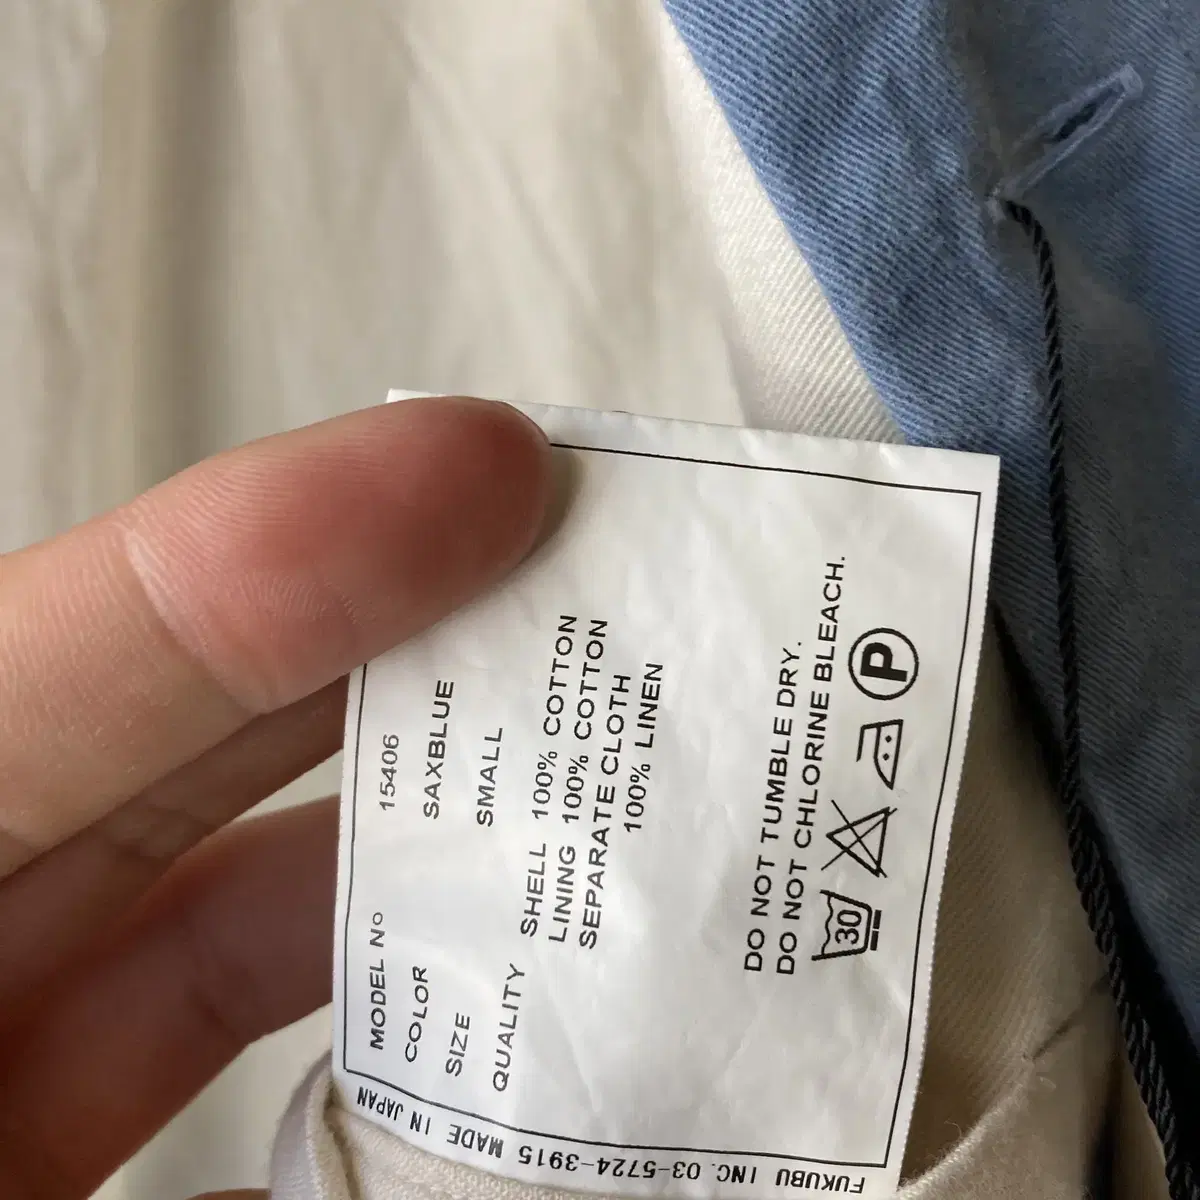 MODEL No 15406
COLOR SAXBLUE
SIZE SMALL
QUALITY SHELL 100% COTTON
LINING 100% COTTON
SEPARATE CLOTH
100% LINEN
DO NOT TUMBLE DRY.
DO NOT CHLORINE BLEACH.
30 P
FUKUBU INC. 03-5724-3915 MADE IN JAPAN